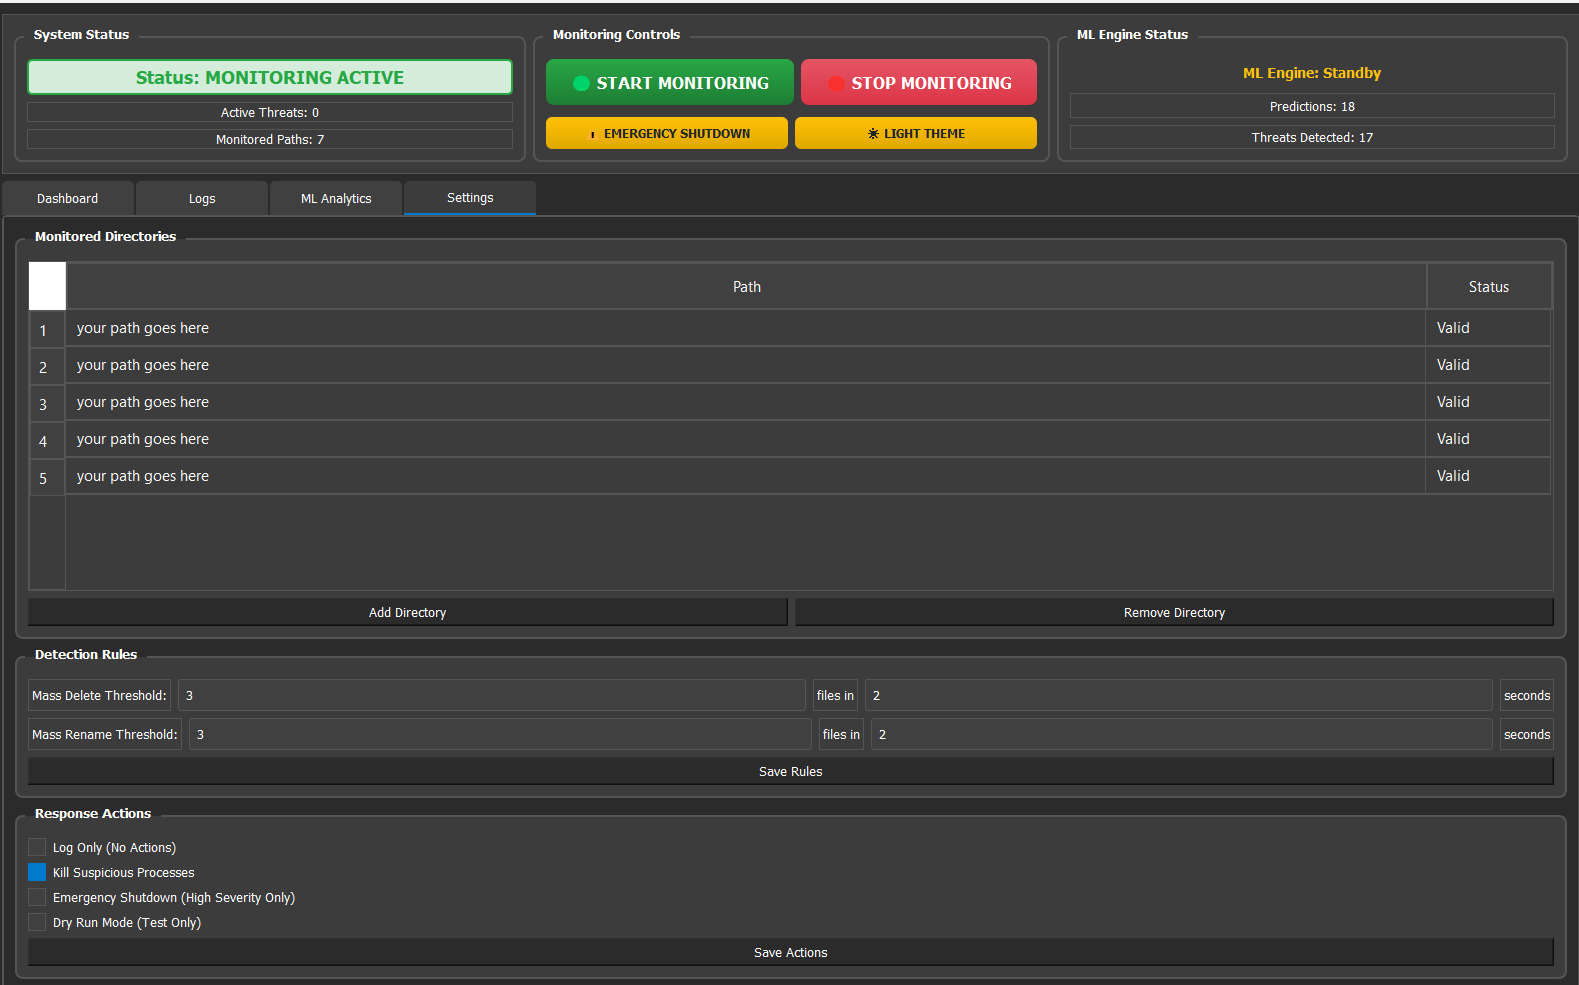 System Status
Status: MONITORING ACTIVE
Active Threats: 0
Monitored Paths: 7
Monitoring Controls
START MONITORING
STOP MONITORING
EMERGENCY SHUTDOWN
LIGHT THEME
ML Engine Status
ML Engine: Standby
Predictions: 18
Threats Detected: 17
Dashboard
Logs
ML Analytics
Settings
Monitored Directories
Path Status
1 your path goes here Valid
2 your path goes here Valid
3 your path goes here Valid
4 your path goes here Valid
5 your path goes here Valid
Add Directory
Remove Directory
Detection Rules
Mass Delete Threshold: 3 files in 2 seconds
Mass Rename Threshold: 3 files in 2 seconds
Save Rules
Response Actions
Log Only (No Actions)
Kill Suspicious Processes
Emergency Shutdown (High Severity Only)
Dry Run Mode (Test Only)
Save Actions